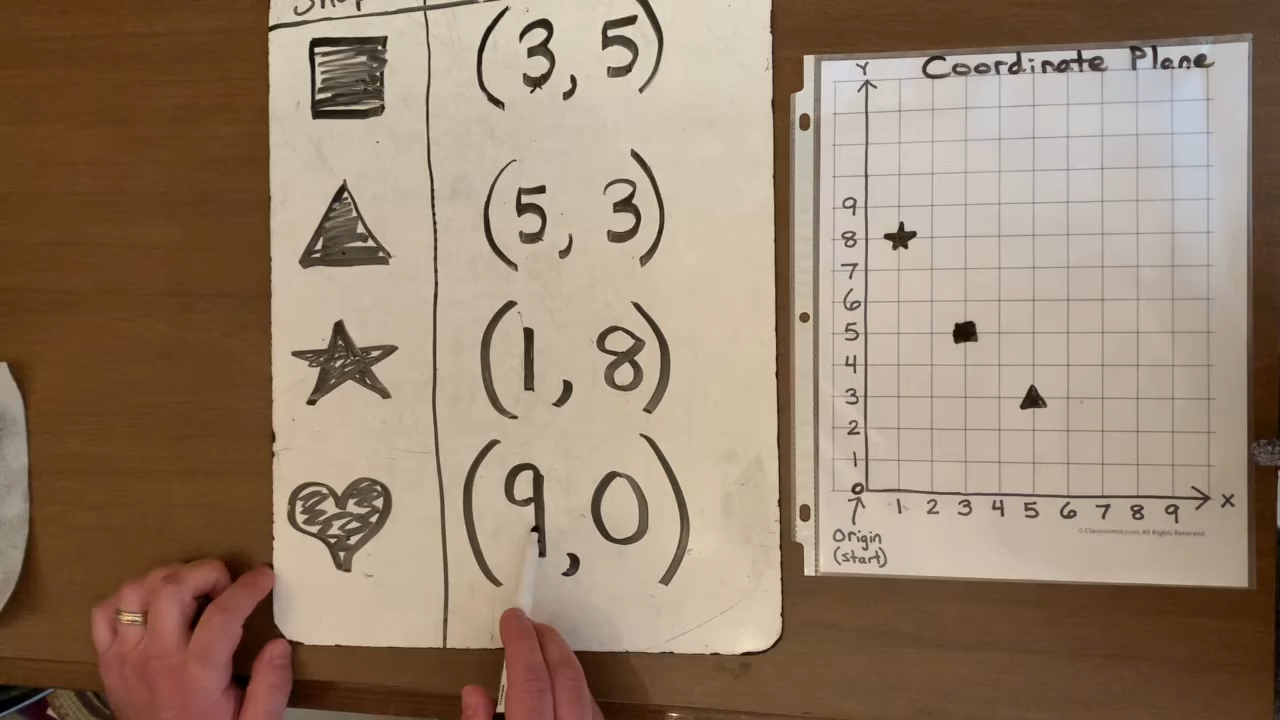 Shap
(3, 5)
(5, 3)
(1, 8)
(9, 0)
Coordinate Plane
Y
9
8
7
6
5
4
3
2
1
0
1 2 3 4 5 6 7 8 9 X
Origin
(start)